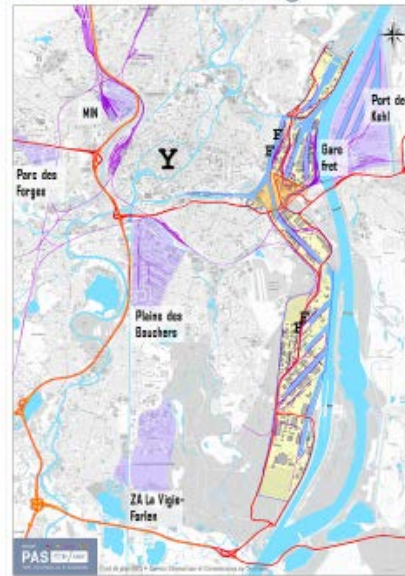 MIN
Port de
Kehl
Y
F
F
Gare
fret
Parc des
Forges
Plaine des
Bouchers
F
F
ZA La Vigie-
Forlen
PAS